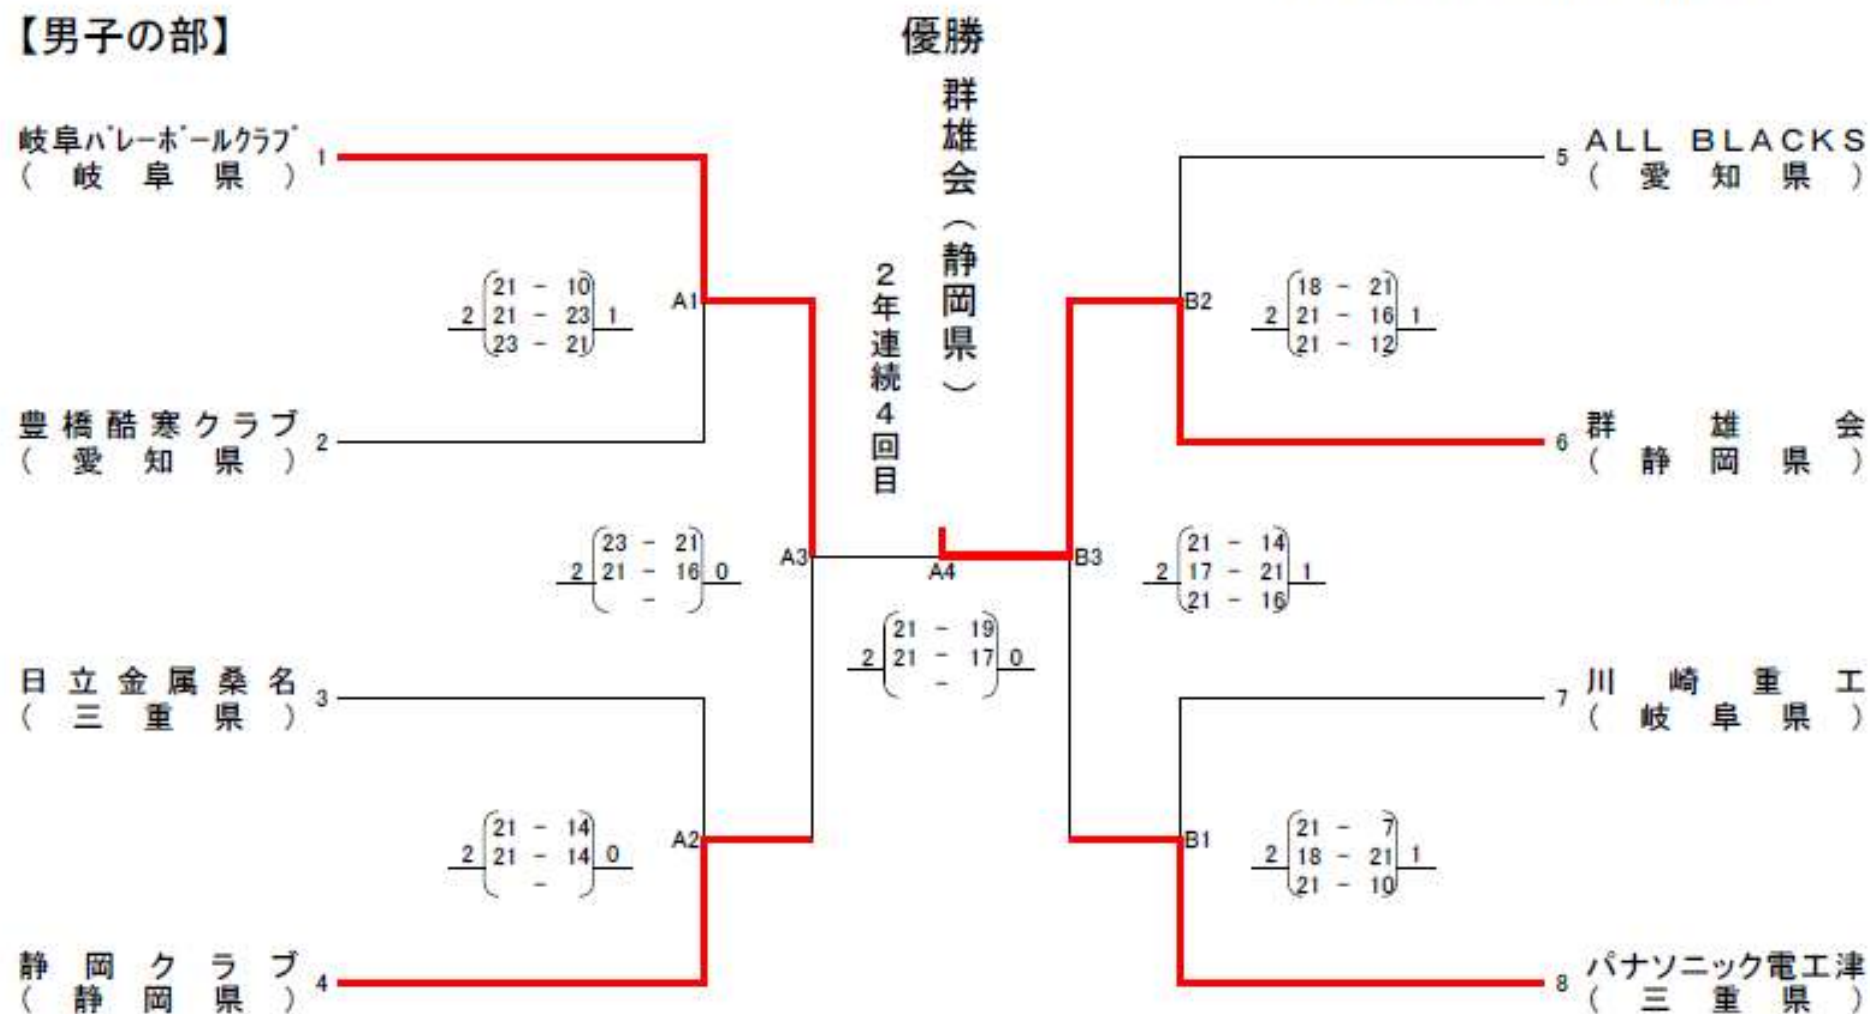 【男子の部】
優勝
群雄会（静岡県）
2年連続4回目
岐阜ﾊﾞﾚｰﾎﾞｰﾙｸﾗﾌﾞ 1
（岐阜県）
豊橋酷寒クラブ 2
（愛知県）
日立金属桑名 3
（三重県）
静岡クラブ 4
（静岡県）
5 ALL BLACKS
（愛知県）
6 群雄会
（静岡県）
7 川崎重工
（岐阜県）
8 パナソニック電工津
（三重県）
A1
21 - 10
2 21 - 23 1
23 - 21
A2
21 - 14
2 21 - 14 0
-
A3
23 - 21
2 21 - 16 0
-
A4
21 - 19
2 21 - 17 0
-
B2
18 - 21
2 21 - 16 1
21 - 12
B3
21 - 14
2 17 - 21 1
21 - 16
B1
21 - 7
2 18 - 21 1
21 - 10